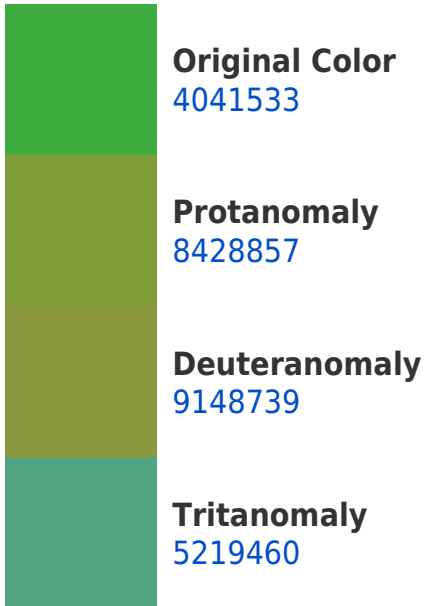 Original Color
4041533
Protanomaly
8428857
Deuteranomaly
9148739
Tritanomaly
5219460